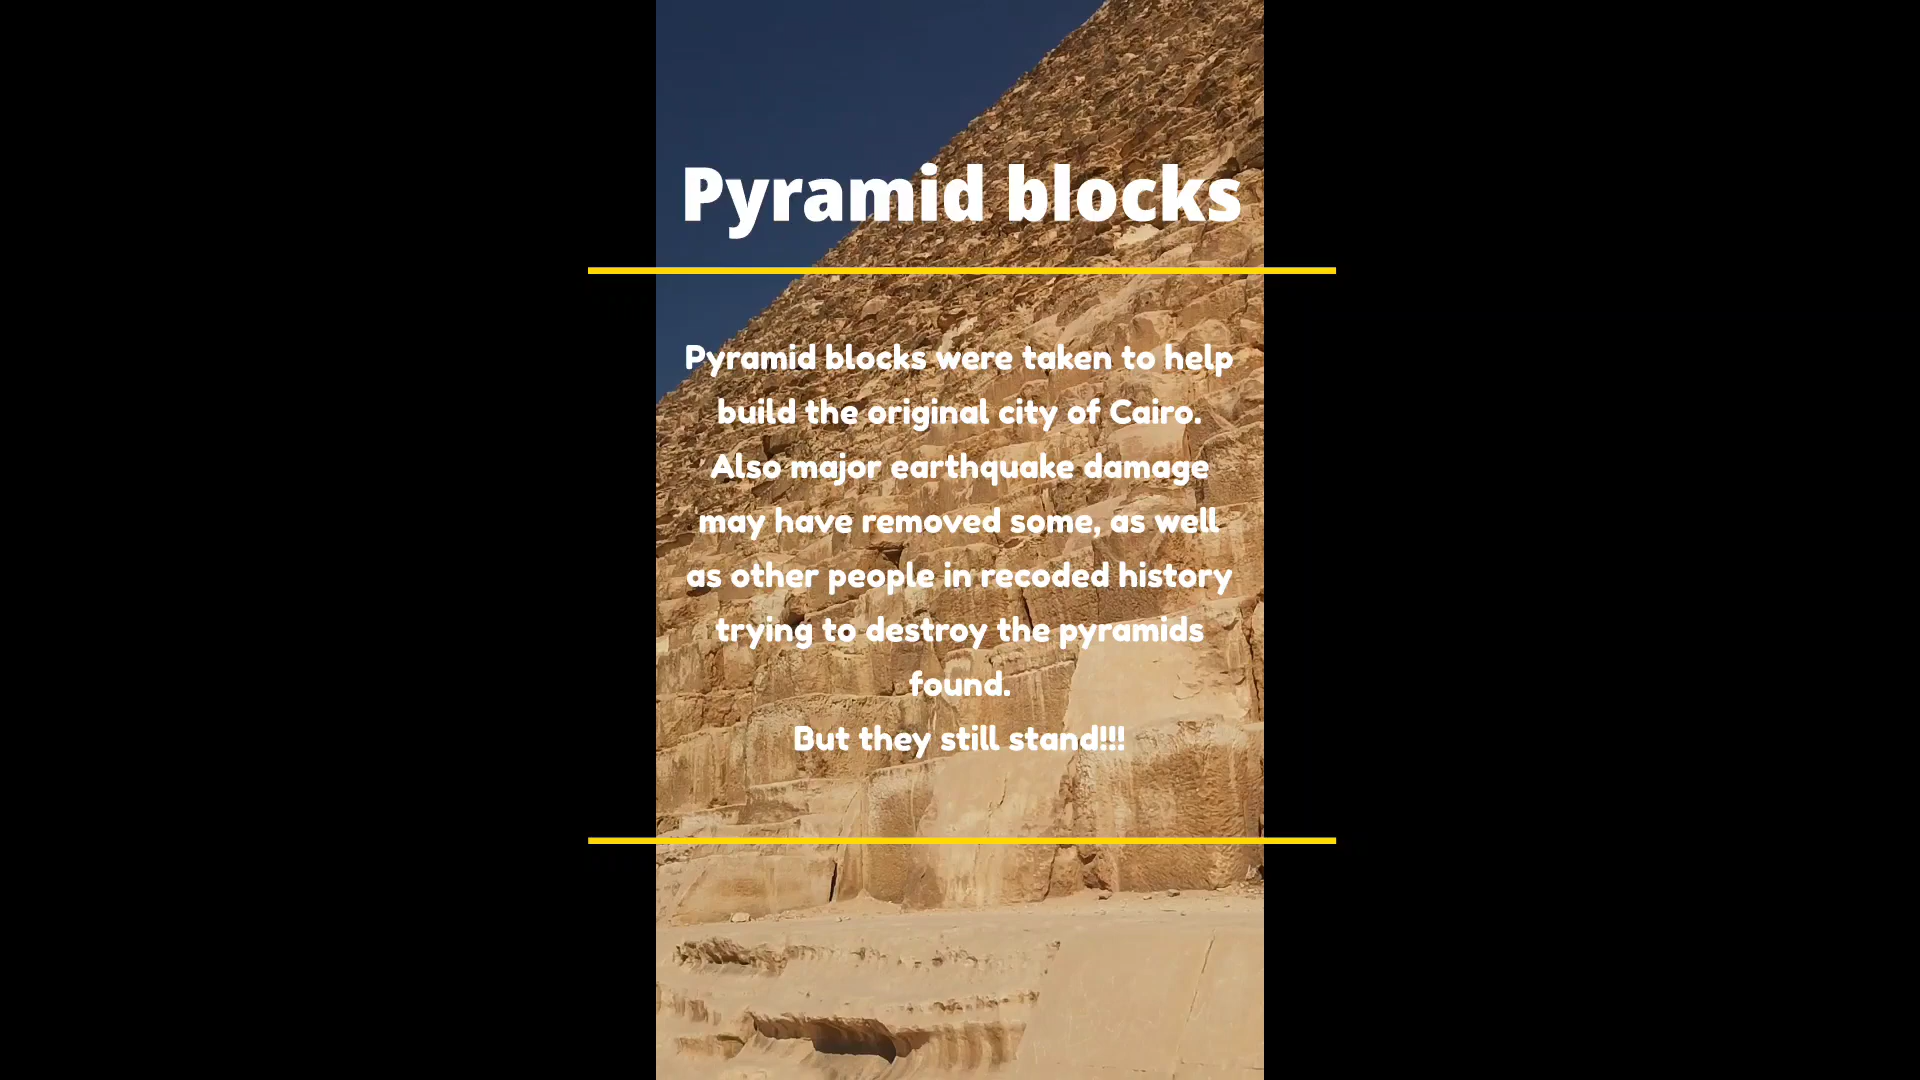 Pyramid blocks
Pyramid blocks were taken to help
build the original city of Cairo.
Also major earthquake damage
may have removed some, as well
as other people in recoded history
trying to destroy the pyramids
found.
But they still stand!!!